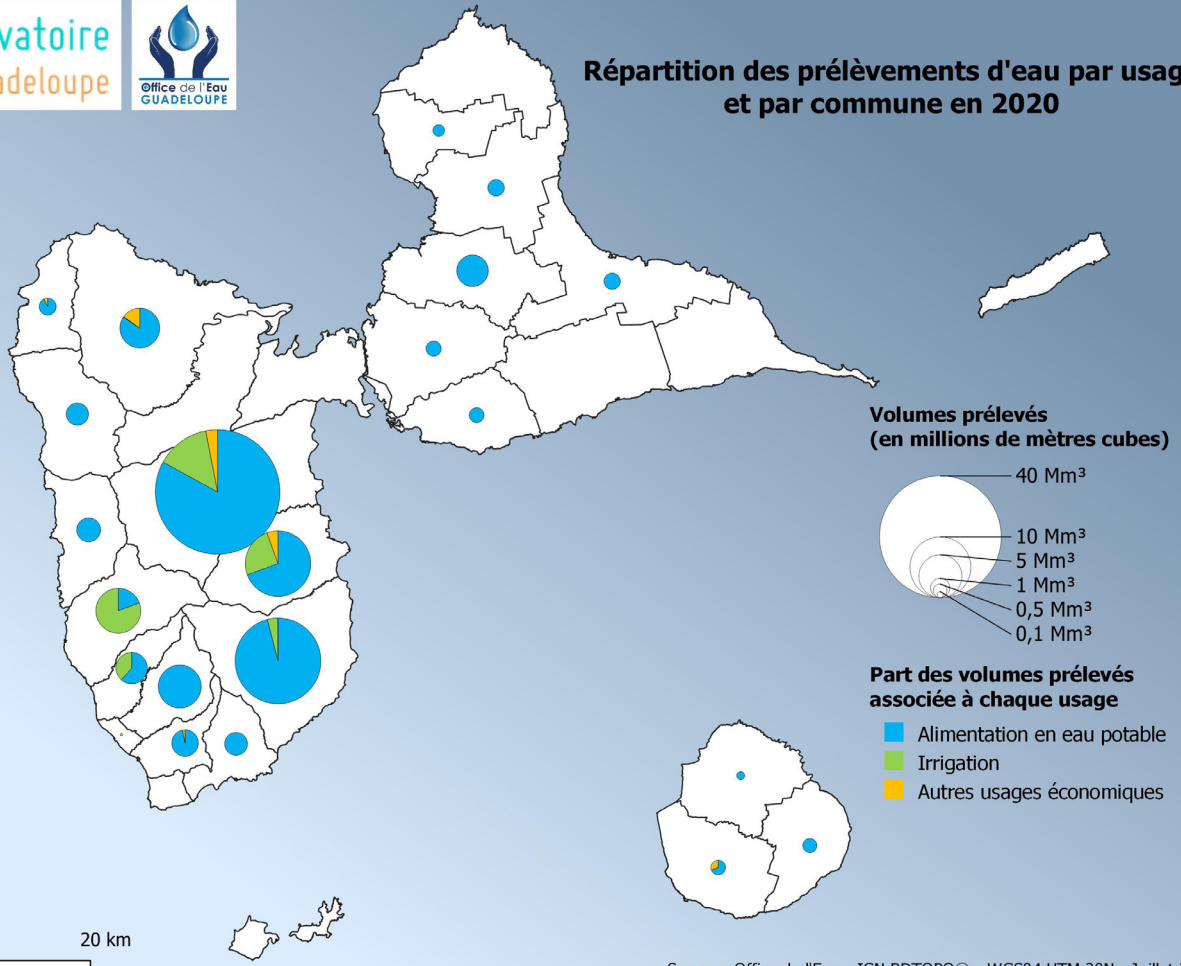 vatoire
adeloupe
Office de l'Eau
GUADELOUPE
Répartition des prélèvements d'eau par usag
et par commune en 2020
Volumes prélevés
(en millions de mètres cubes)
40 Mm³
10 Mm³
5 Mm³
1 Mm³
0,5 Mm³
0,1 Mm³
Part des volumes prélevés
associée à chaque usage
Alimentation en eau potable
Irrigation
Autres usages économiques
20 km